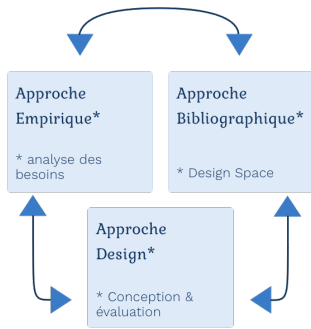 Approche
Empirique*
* analyse des
besoins
Approche
Bibliographique*
* Design Space
Approche
Design*
* Conception &
évaluation